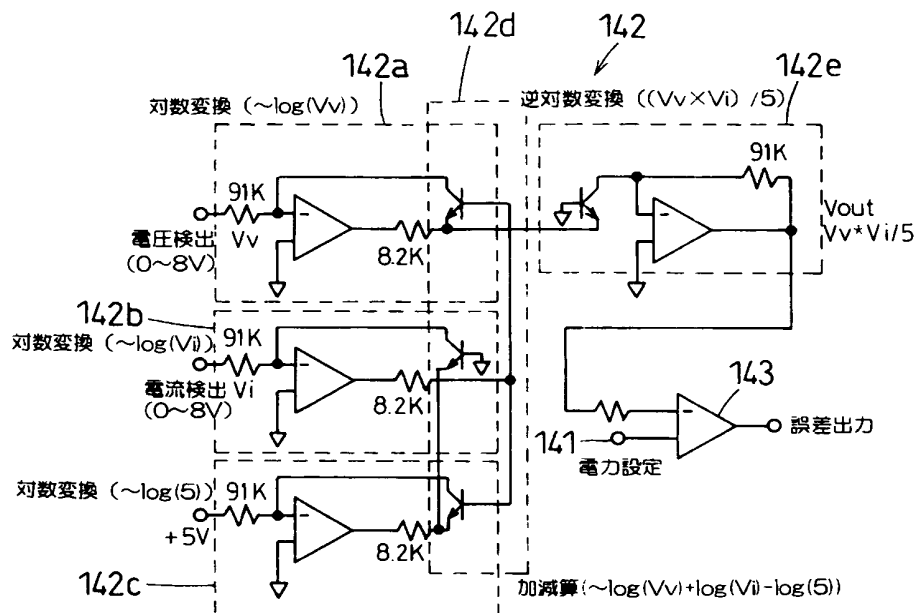 142d
142
142a
142e
対数変換 (~log(Vv))
逆対数変換 ((Vv×Vi) /5)
91K
91K
-
-
Vv
電圧検出
(0~8V)
8.2K
Vout
Vv*Vi/5
142b
対数変換 (~log(Vi))
91K
-
電流検出 Vi
(0~8V)
8.2K
143
-
誤差出力
141
電力設定
対数変換 (~log(5))
91K
-
+5V
8.2K
142c
加減算(~log(Vv)+log(Vi)-log(5))